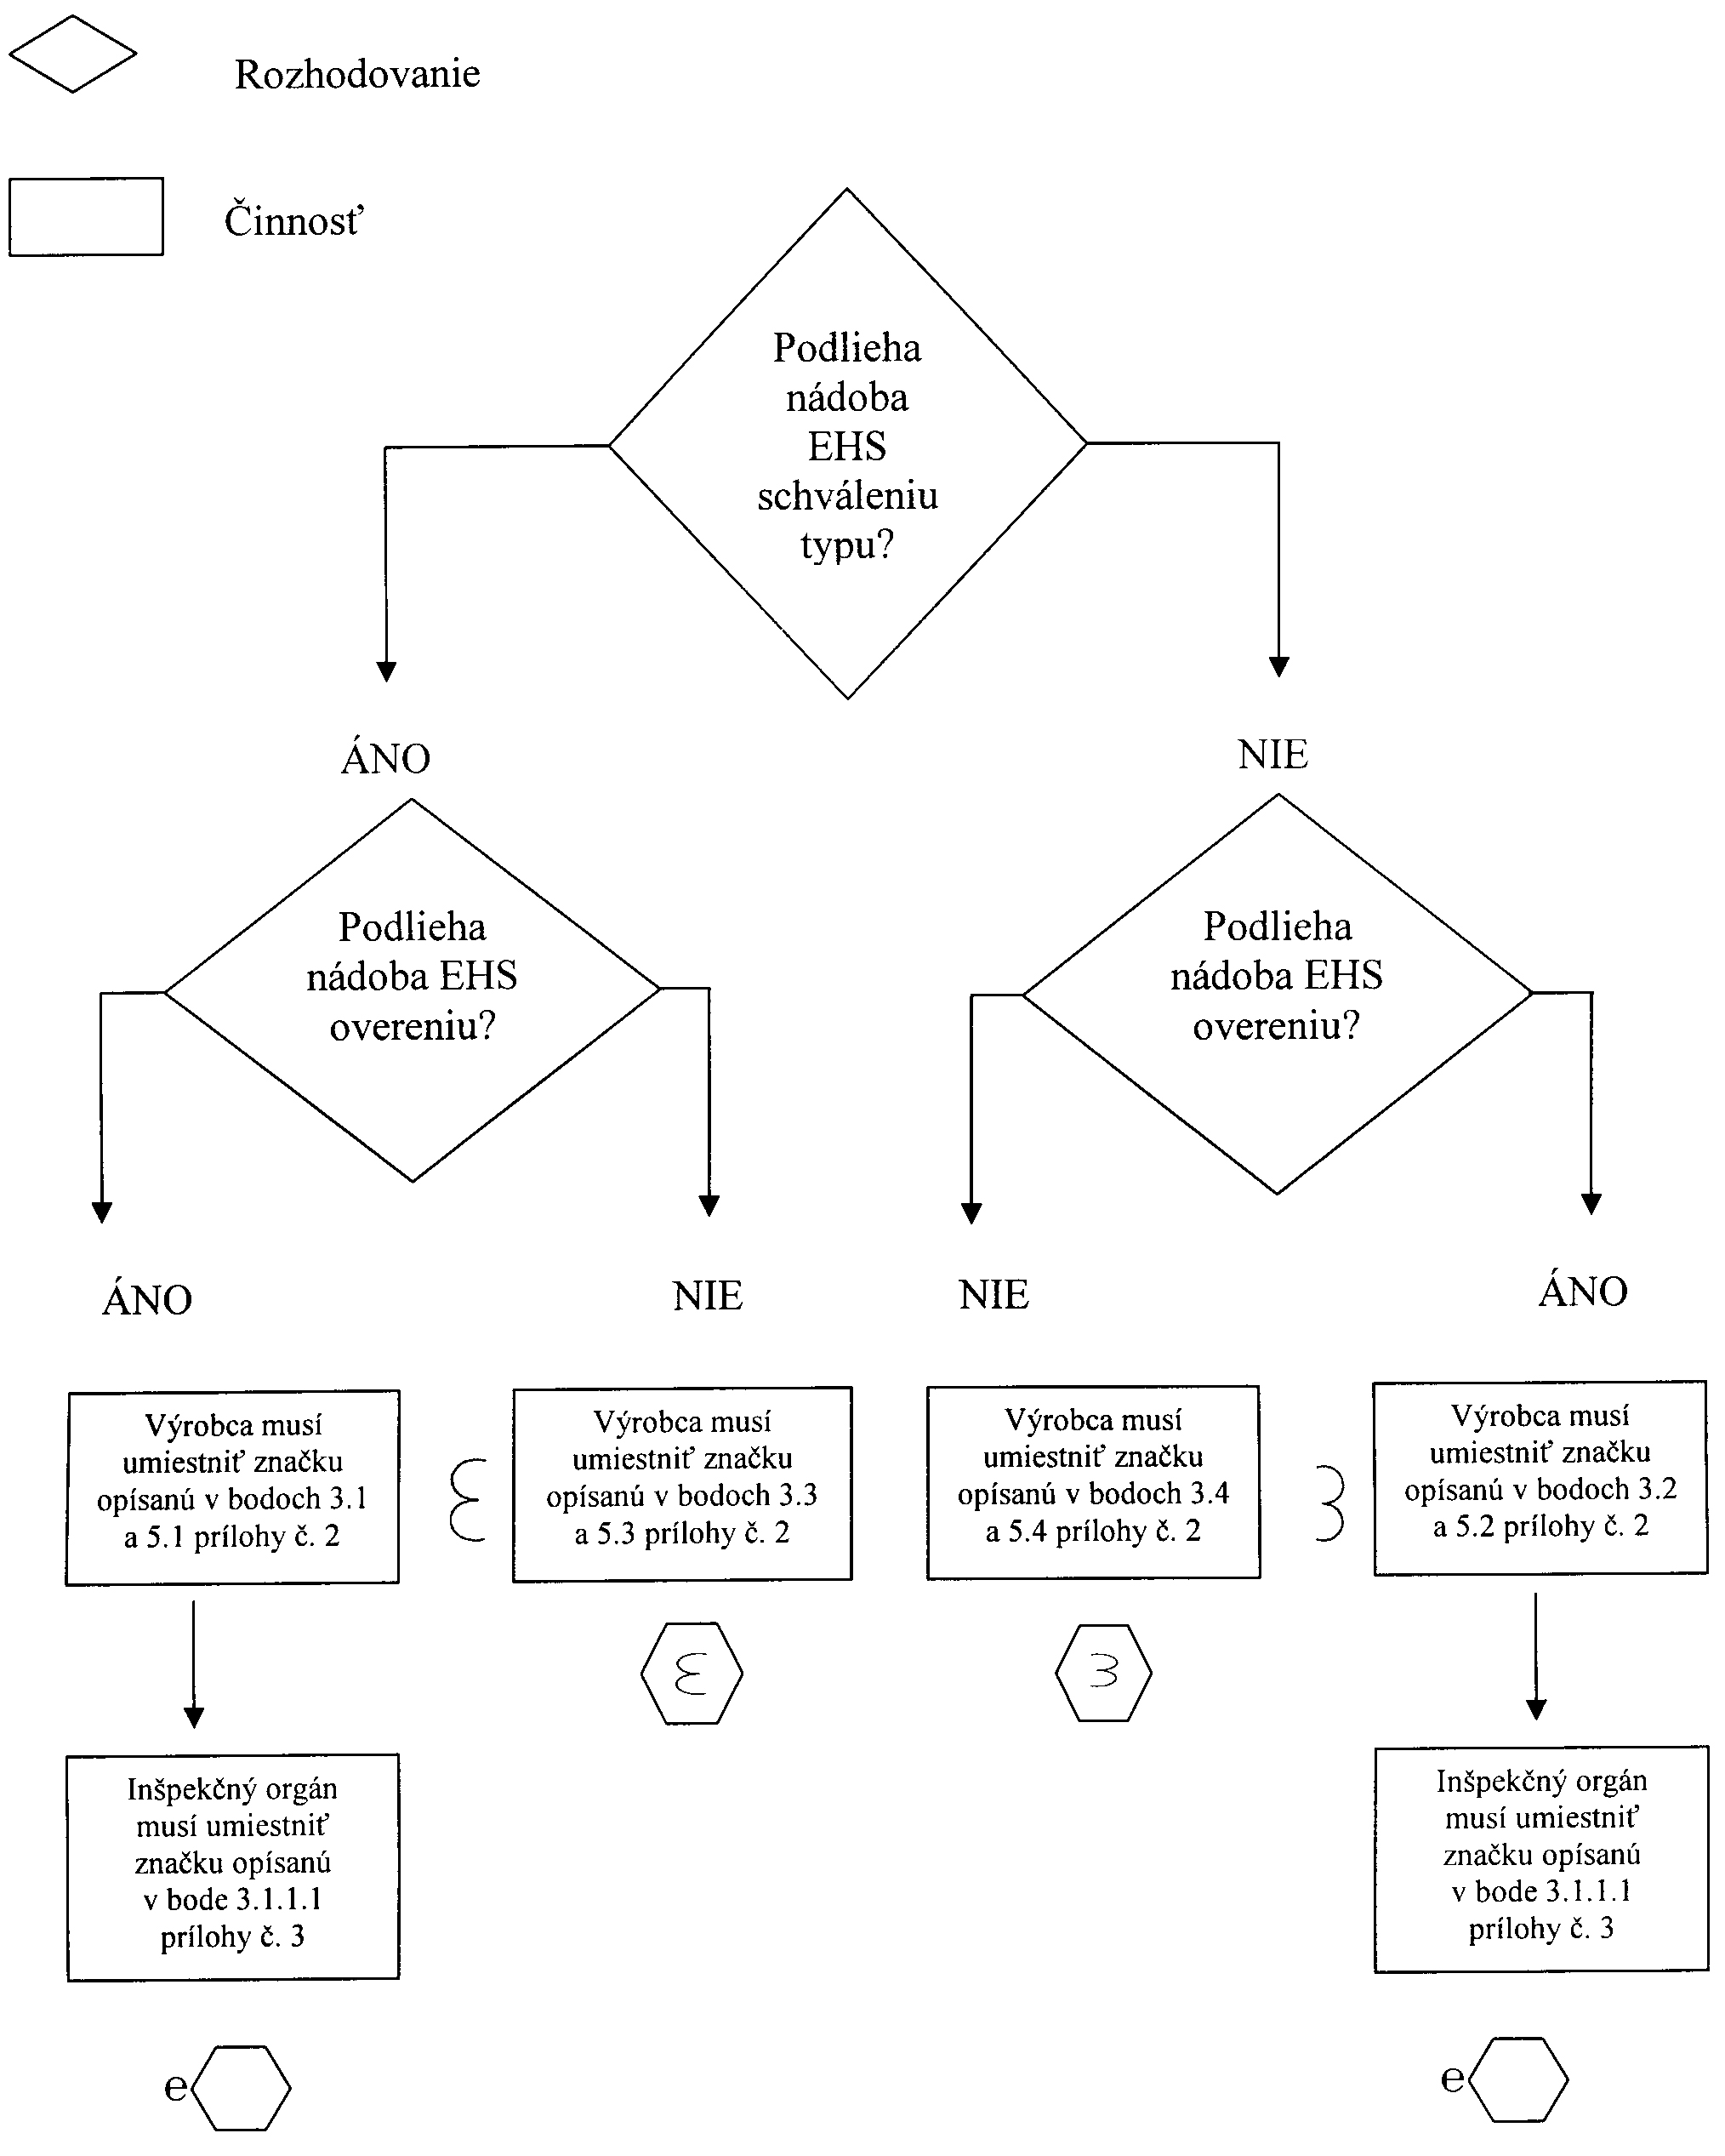 Rozhodovanie
Činnosť
Podlieha
nádoba
EHS
schváleniu
typu?
ÁNO
NIE
Podlieha
nádoba EHS
overeniu?
Podlieha
nádoba EHS
overeniu?
ÁNO
NIE
NIE
ÁNO
Výrobca musí
umiestniť značku
opísanú v bodoch 3.1
a 5.1 prílohy č. 2
Ɛ
Výrobca musí
umiestniť značku
opísanú v bodoch 3.3
a 5.3 prílohy č. 2
Výrobca musí
umiestniť značku
opísanú v bodoch 3.4
a 5.4 prílohy č. 2
3
Výrobca musí
umiestniť značku
opísanú v bodoch 3.2
a 5.2 prílohy č. 2
Ɛ
3
Inšpekčný orgán
musí umiestniť
značku opísanú
v bode 3.1.1.1
prílohy č. 3
Inšpekčný orgán
musí umiestniť
značku opísanú
v bode 3.1.1.1
prílohy č. 3
e
e